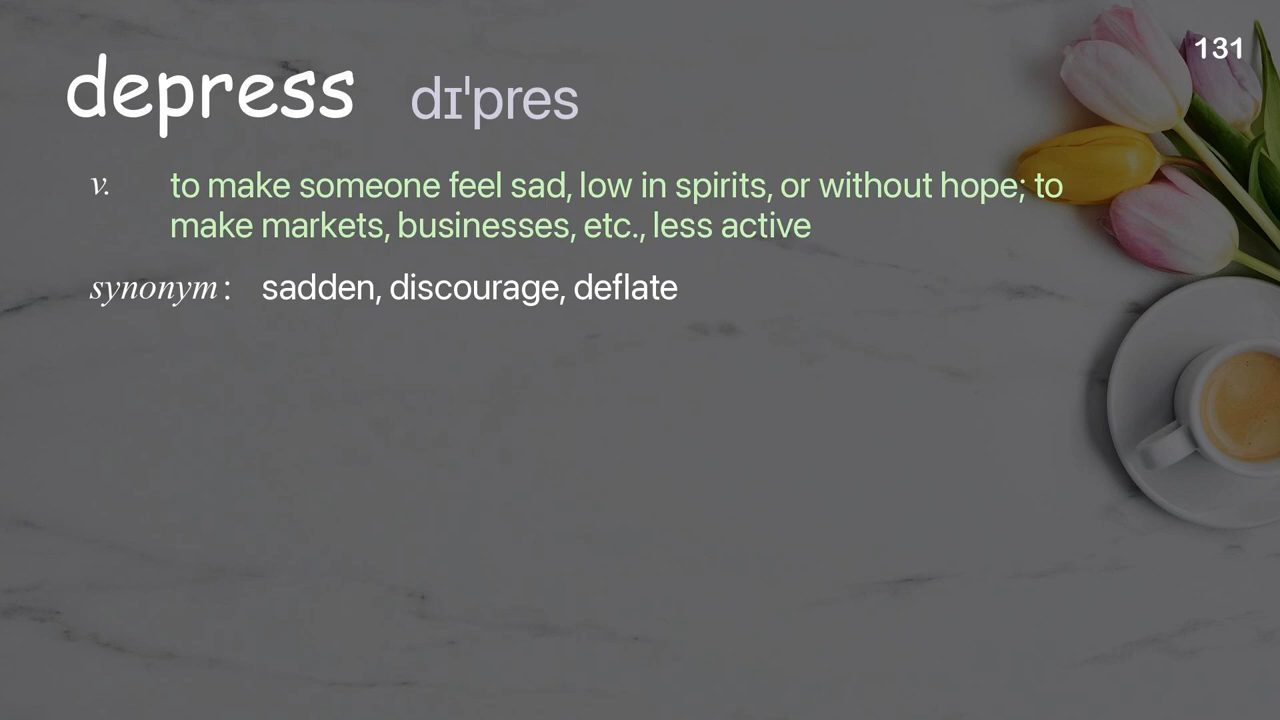 131
depress dɪˈpres
v. to make someone feel sad, low in spirits, or without hope; to
make markets, businesses, etc., less active
synonym: sadden, discourage, deflate